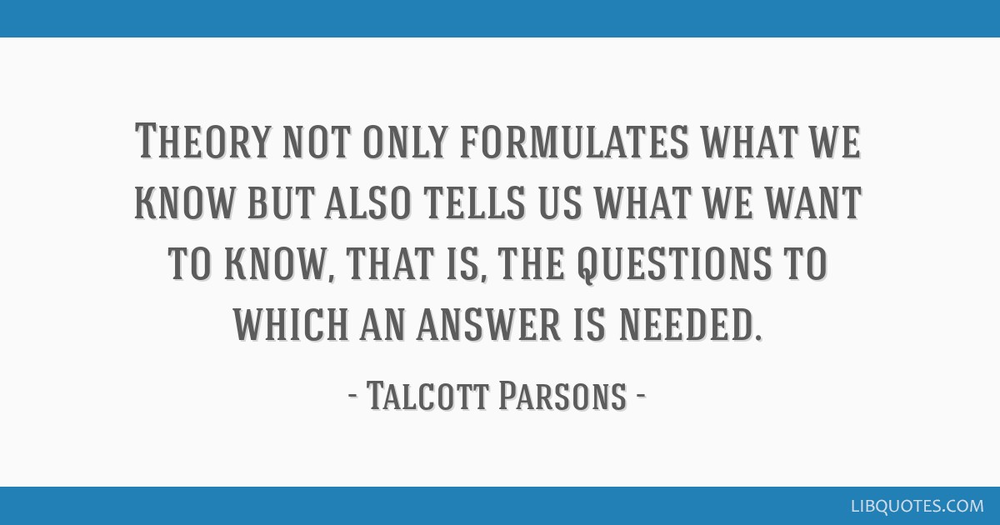 Theory not only formulates what we
know but also tells us what we want
to know, that is, the questions to
which an answer is needed.
- Talcott Parsons -
LIBQUOTES.COM